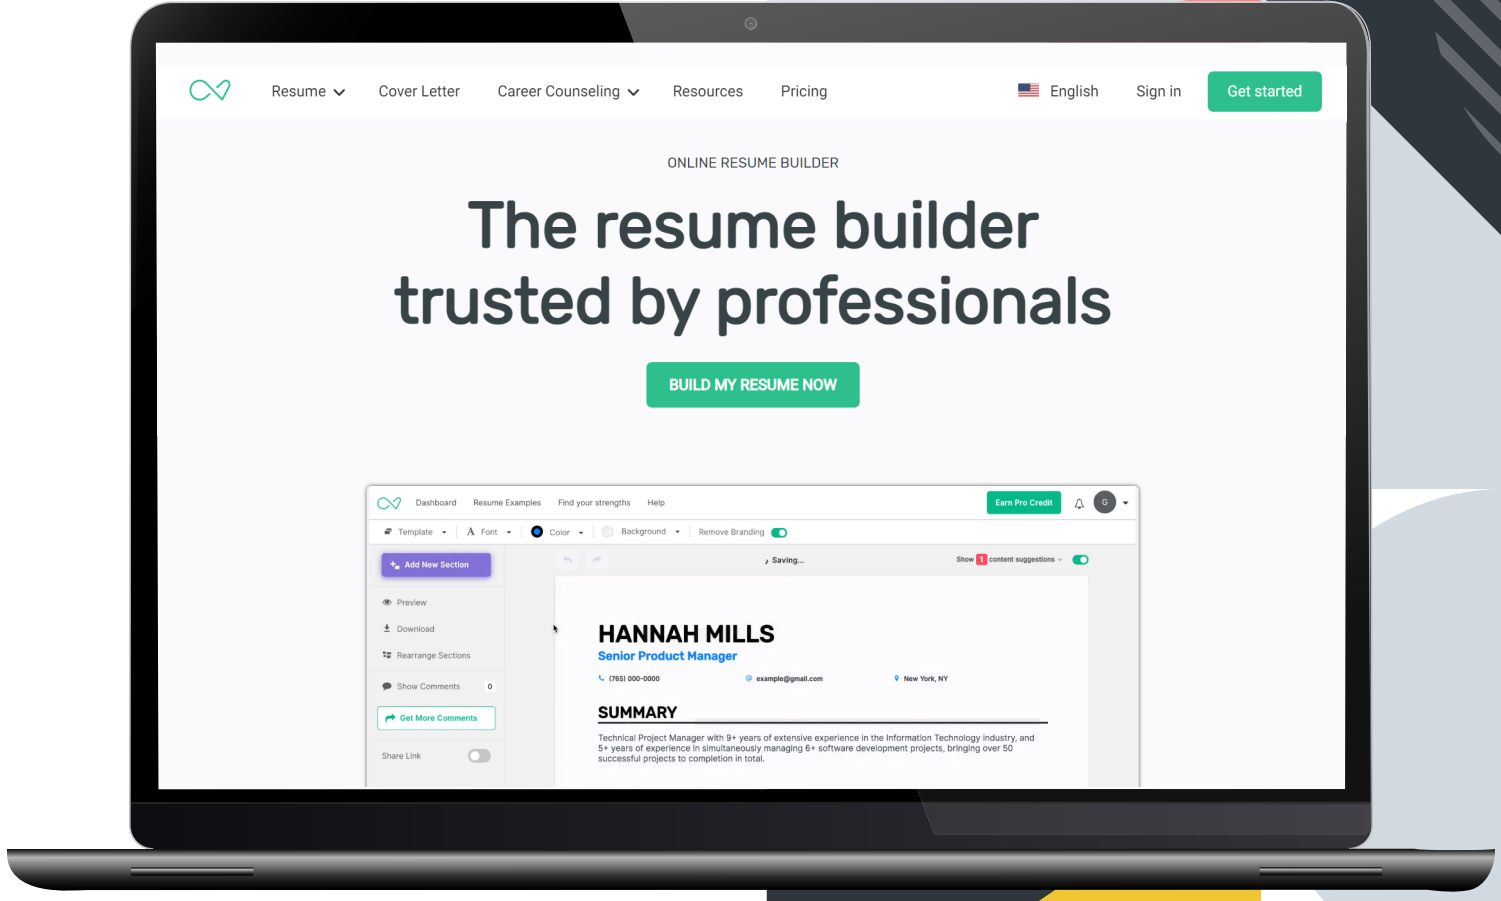 Resume Cover Letter Career Counseling Resources Pricing English Sign in Get started
ONLINE RESUME BUILDER
The resume builder
trusted by professionals
BUILD MY RESUME NOW
Dashboard Resume Examples Find your strengths Help Earn Pro Credit G
Template A Font Color Background Remove Branding
Add New Section
Saving...
Show 1 content suggestions
Preview
Download
Rearrange Sections
Show Comments 0
Get More Comments
Share Link
HANNAH MILLS
Senior Product Manager
(765) 000-0000 @ example@gmail.com New York, NY
SUMMARY
Technical Project Manager with 9+ years of extensive experience in the Information Technology industry, and
5+ years of experience in simultaneously managing 6+ software development projects, bringing over 50
successful projects to completion in total.